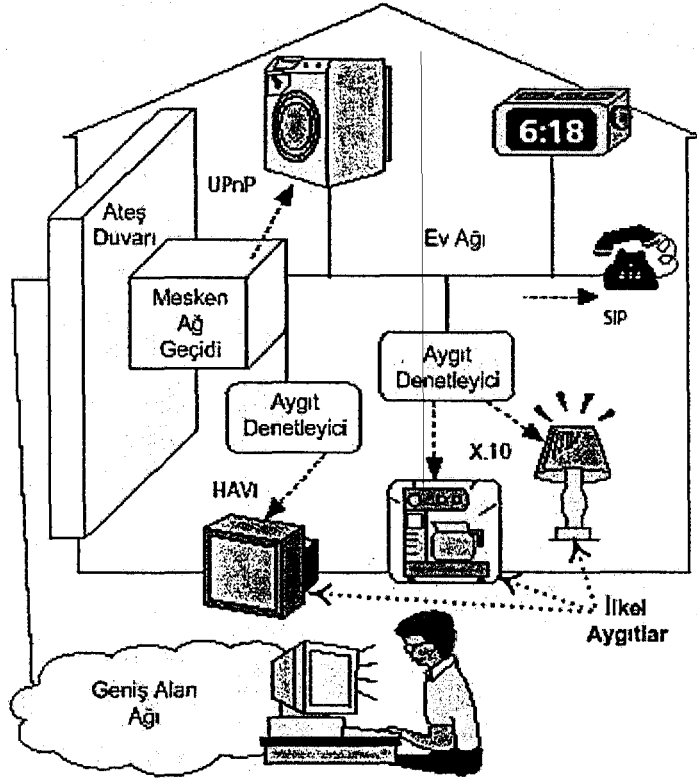 6:18
UPnP
Ateş
Duvarı
Ev Ağı
Mesken
Ağ
Geçidi
SIP
Aygıt
Denetleyici
Aygıt
Denetleyici
X.10
HAVI
İlkel
Aygıtlar
Geniş Alan
Ağı